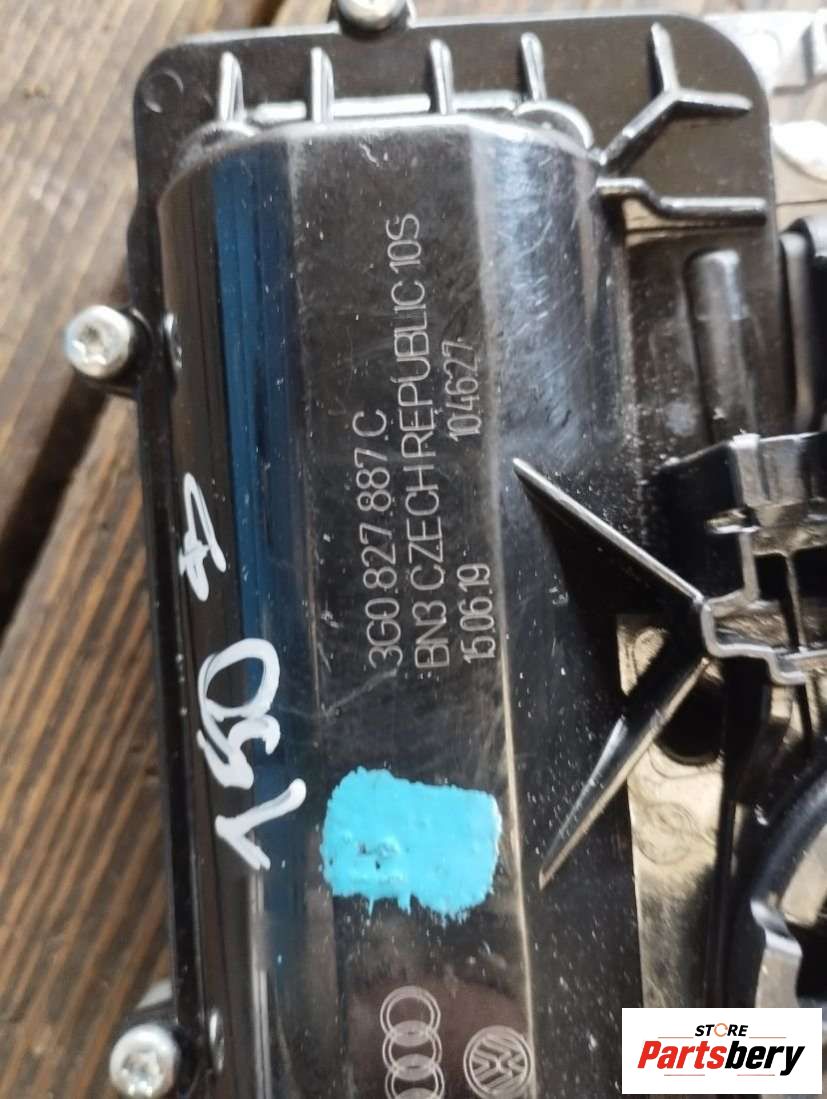 3G0 827 887 C
BN3 CZECH REPUBLIC 10S
15.06.19 104627
150
STORE
Partsbery